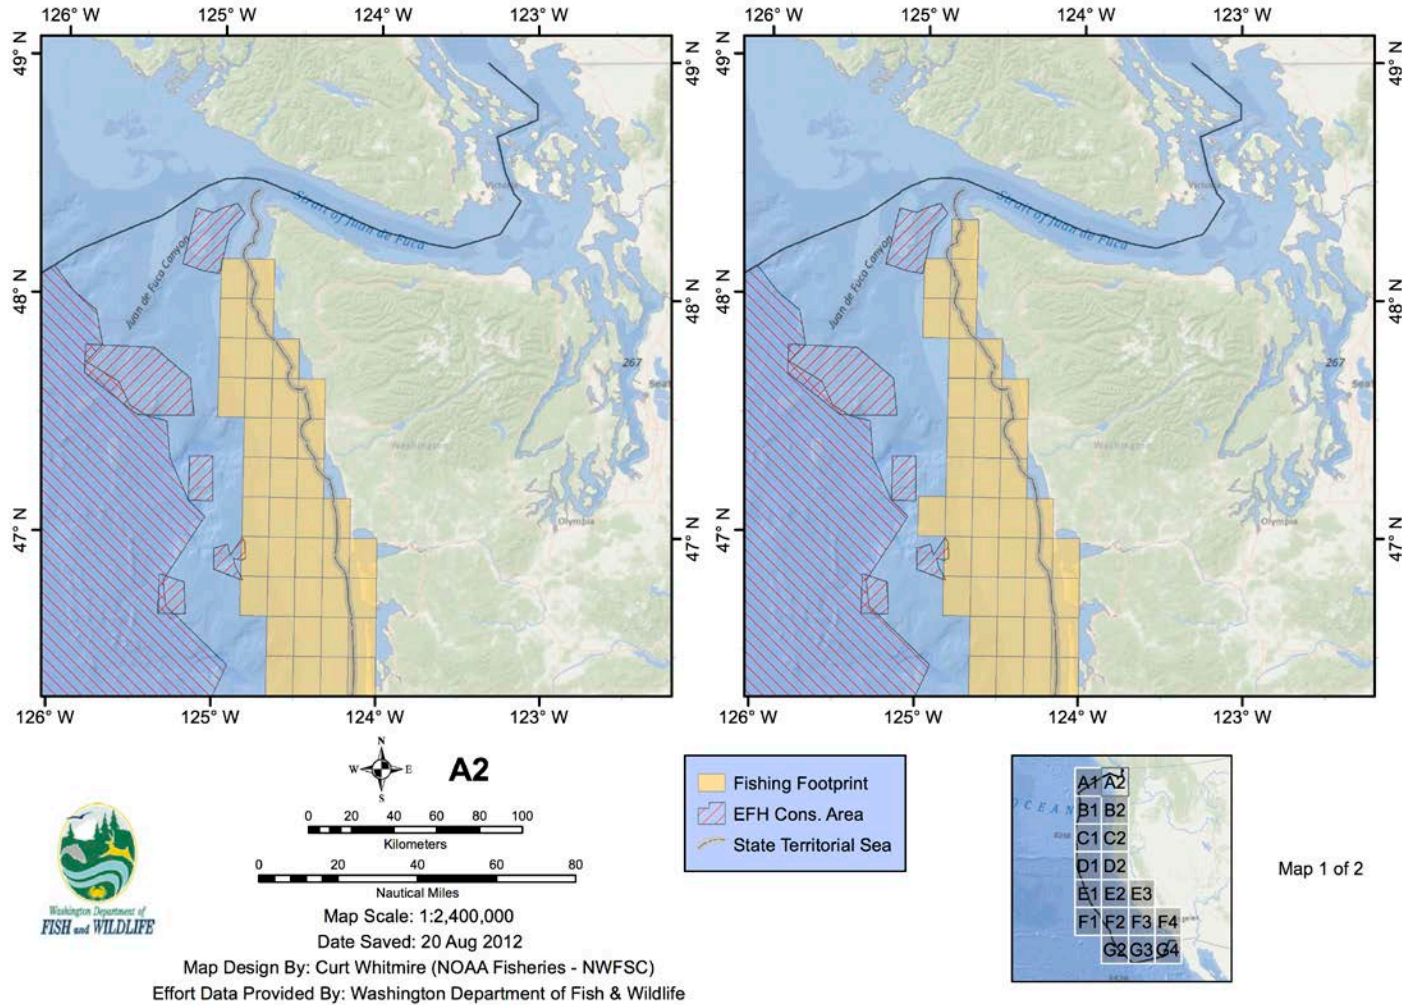 126° W 125° W 124° W 123° W 126° W 125° W 124° W 123° W
49° N 49° N 49° N 49° N
Victoria Victoria
Strait of Juan de Fuca Strait of Juan de Fuca
Juan de Fuca Canyon Juan de Fuca Canyon
48° N 48° N 48° N 48° N
267 267
Washington Washington
47° N 47° N 47° N 47° N
Olympia Olympia
126° W 125° W 124° W 123° W 126° W 125° W 124° W 123° W
N
W E
S
A2
0 20 40 60 80 100
Kilometers
0 20 40 60 80
Nautical Miles
Map Scale: 1:2,400,000
Date Saved: 20 Aug 2012
Map Design By: Curt Whitmire (NOAA Fisheries - NWFSC)
Effort Data Provided By: Washington Department of Fish & Wildlife
Washington Department of
FISH and WILDLIFE
Fishing Footprint
EFH Cons. Area
State Territorial Sea
OCEAN
A1 A2
B1 B2
C1 C2
D1 D2
E1 E2 E3
F1 F2 F3 F4
G2 G3 G4
Map 1 of 2